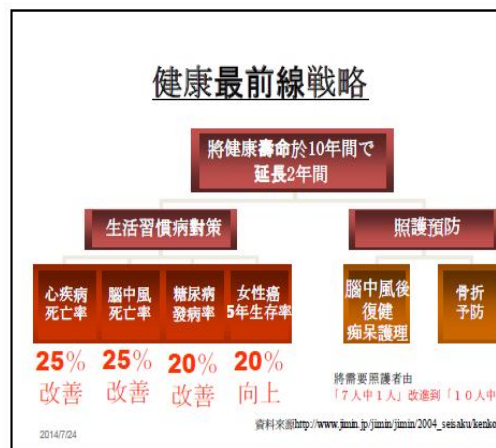 健康最前線戦略
將健康壽命於10年間で
延長2年間
生活習慣病對策
照護預防
心疾病
死亡率
腦中風
死亡率
糖尿病
發病率
女性癌
5年生存率
腦中風後
復健
痴呆護理
骨折
予防
25%
改善
25%
改善
20%
改善
20%
向上
將需要照護者由
「7人中1人」改進到「10人中
資料來源http://www.jimin.jp/jimin/jimin/2004_seisaku/kenko
2014/7/24